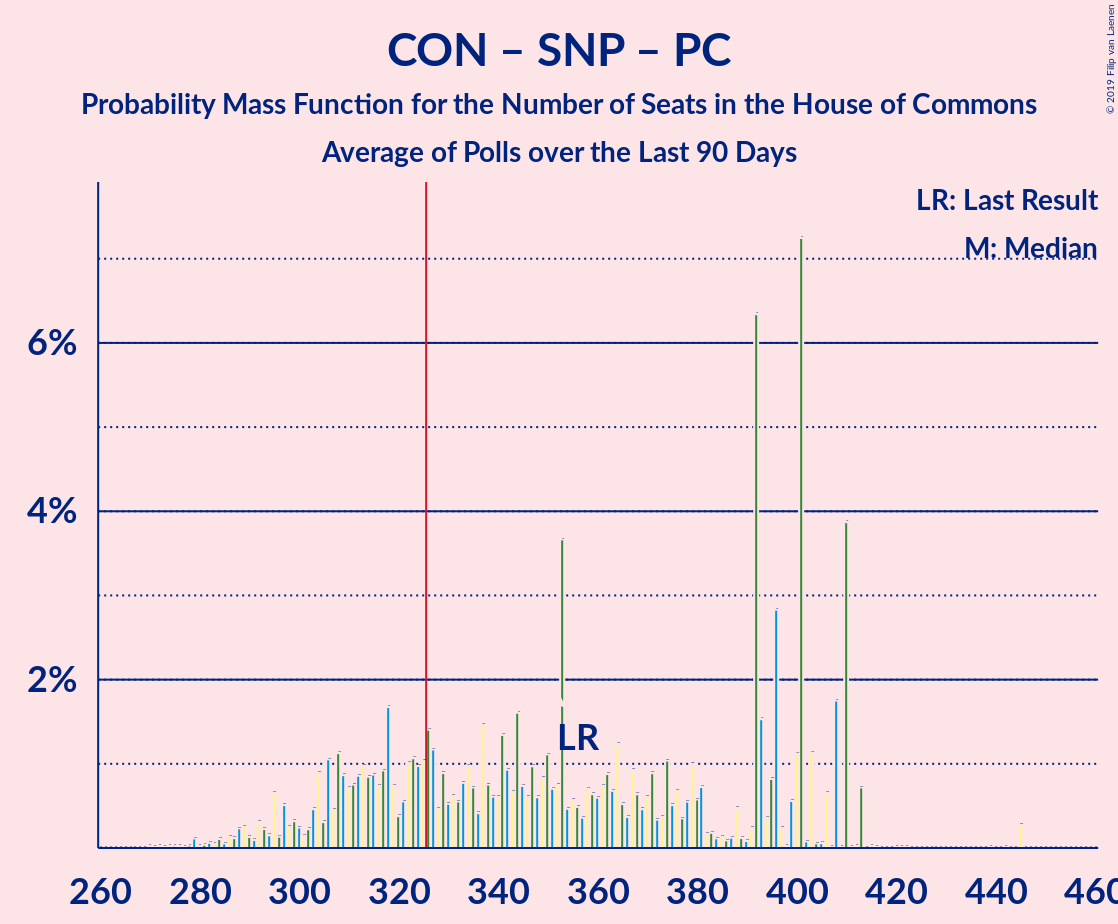 CON – SNP – PC
Probability Mass Function for the Number of Seats in the House of Commons
Average of Polls over the Last 90 Days
© 2019 Filip van Laenen
LR: Last Result
M: Median
6%
4%
2%
LR
260 280 300 320 340 360 380 400 420 440 460